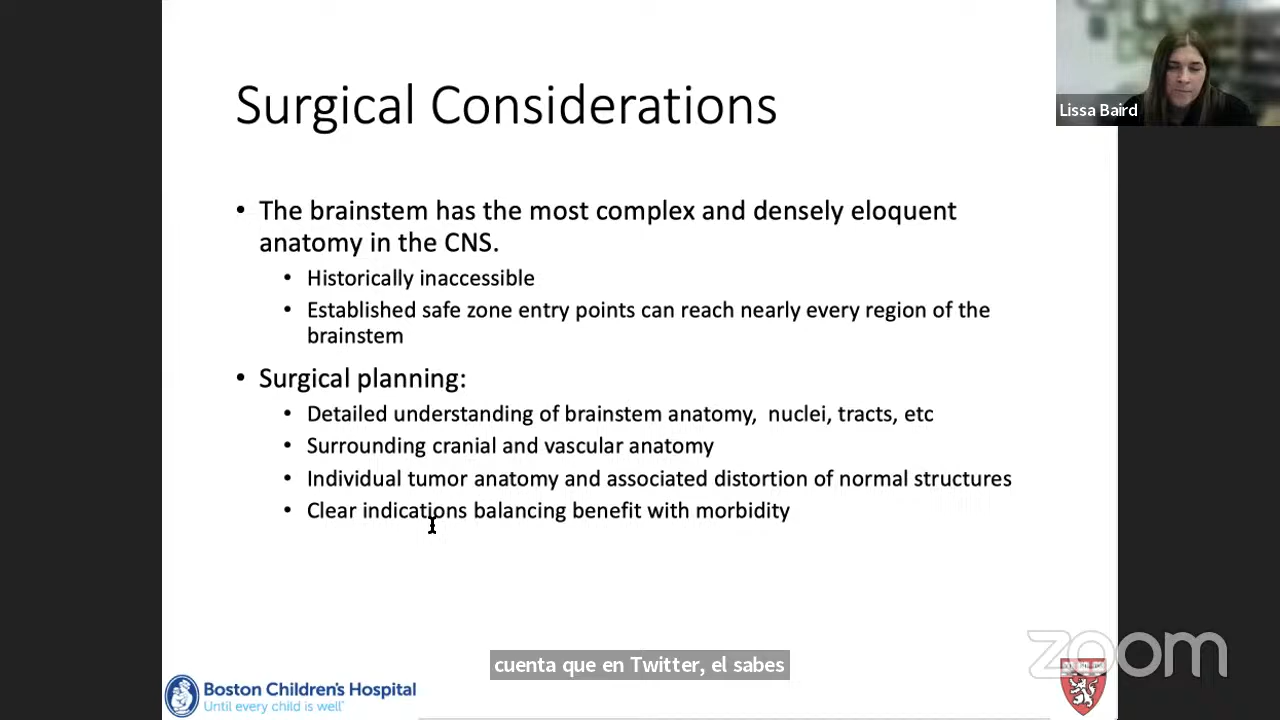 Surgical Considerations
Lissa Baird
• The brainstem has the most complex and densely eloquent
anatomy in the CNS.
• Historically inaccessible
• Established safe zone entry points can reach nearly every region of the
brainstem
• Surgical planning:
• Detailed understanding of brainstem anatomy, nuclei, tracts, etc
• Surrounding cranial and vascular anatomy
• Individual tumor anatomy and associated distortion of normal structures
• Clear indications balancing benefit with morbidity
cuenta que en Twitter, el sabes
Boston Children's Hospital
Until every child is well
zoom